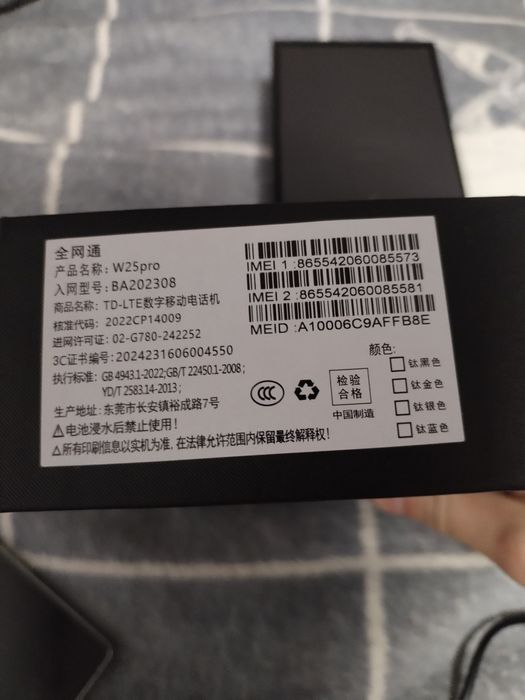 全网通
产品名称: W25pro
入网型号: BA202308
商品名称: TD-LTE数字移动电话机
核准代码: 2022CP14009
进网许可证: 02-G780-242252
3C证书编号: 2024231606004550
执行标准: GB 4943.1-2022;GB/T 22450.1-2008;
YD/T 2583.14-2013;
生产地址: 东莞市长安镇裕成路7号
⚠电池浸水后禁止使用！
⚠所有印刷信息以实机为准, 在法律允许范围内保留最终解释权！
IMEI 1 :865542060085573
IMEI 2 :865542060085581
MEID :A10006C9AFFB8E
颜色:
钛黑色
钛金色
钛银色
钛蓝色
CCC
检验
合格
中国制造